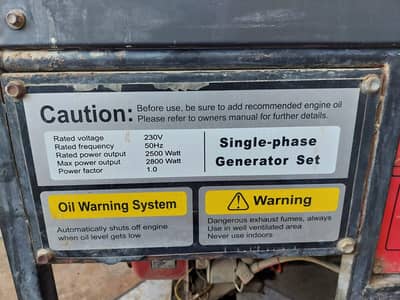 Caution: Before use, be sure to add recommended engine oil
Please refer to owners manual for further details.
Rated voltage 230V
Rated frequency 50Hz
Rated power output 2500 Watt
Max power output 2800 Watt
Power factor 1.0
Single-phase
Generator Set
Oil Warning System
Automatically shuts off engine
when oil level gets low
Warning
Dangerous exhaust fumes, always
Use in well ventilated area
Never use indoors